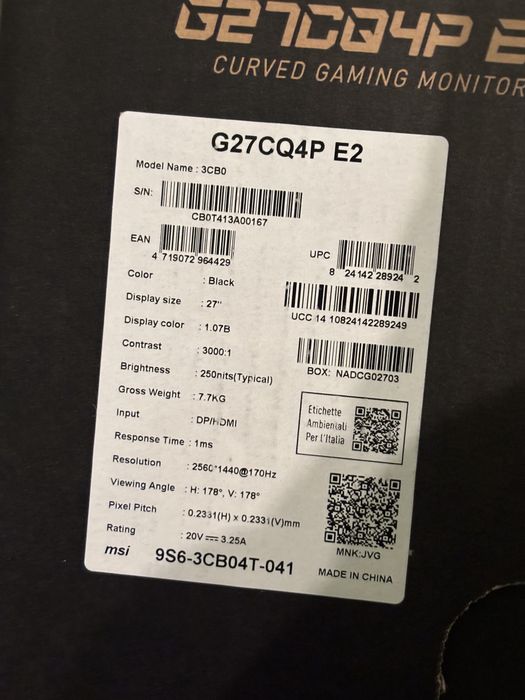 G27CQ4P E
CURVED GAMING MONITOR
G27CQ4P E2
Model Name : 3CB0
S/N:
CB0T413A00167
EAN
4 719072 964429
UPC
8 24142 28924 2
UCC 14 10824142289249
BOX: NADCG02703
Color : Black
Display size : 27"
Display color : 1.07B
Contrast : 3000:1
Brightness : 250nits(Typical)
Gross Weight : 7.7KG
Input : DP/HDMI
Response Time : 1ms
Resolution : 2560*1440@170Hz
Viewing Angle : H: 178°, V: 178°
Pixel Pitch : 0.2331(H) x 0.2331(V)mm
Rating : 20V⎓3.25A
Etichette
Ambientali
Per l'Italia
MNK:JVG
msi 9S6-3CB04T-041
MADE IN CHINA